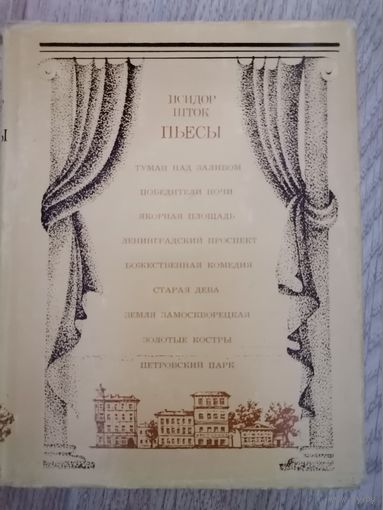 ИСИДОР
ШТОК
ПЬЕСЫ
ТУМАН НАД ЗАЛИВОМ
ПОБЕДИТЕЛИ НОЧИ
ЯКОРНАЯ ПЛОЩАДЬ
ЛЕНИНГРАДСКИЙ ПРОСПЕКТ
БОЖЕСТВЕННАЯ КОМЕДИЯ
СТАРАЯ ДЕВА
ЗЕМЛЯ ЗАМОСКВОРЕЦКАЯ
ЗОЛОТЫЕ КОСТРЫ
ПЕТРОВСКИЙ ПАРК